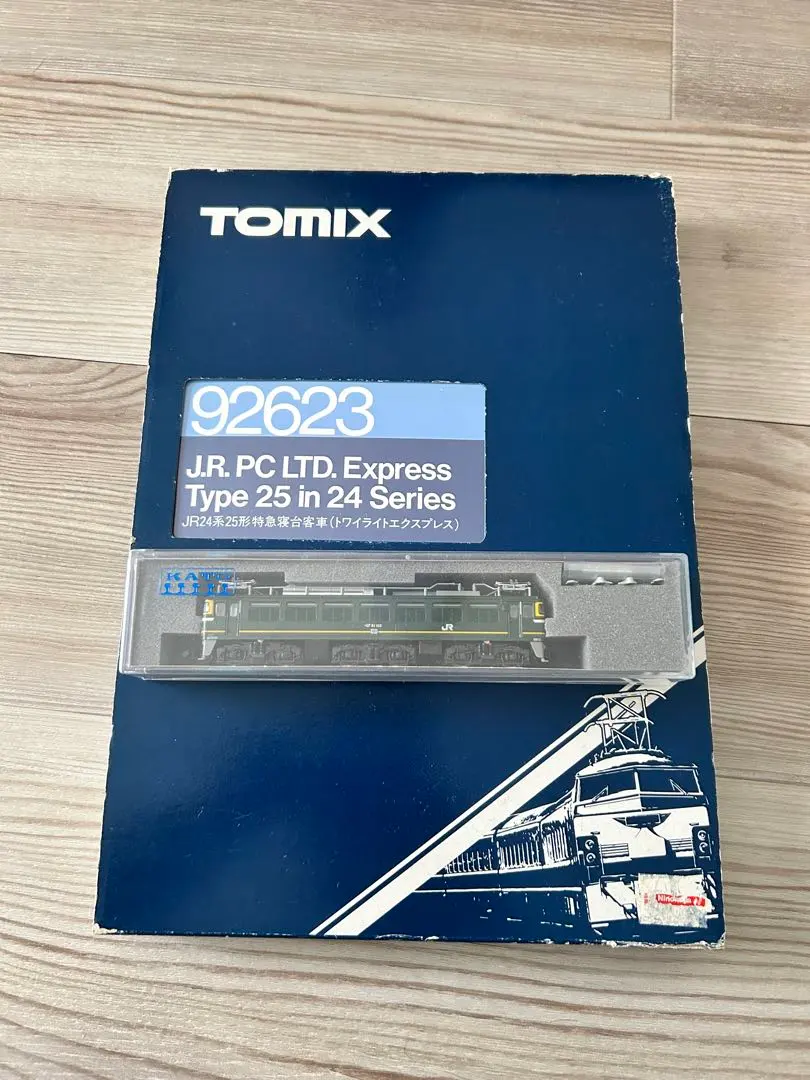 TOMIX
92623
J.R. PC LTD. Express
Type 25 in 24 Series
JR24系25形特急寝台客車(トワイライトエクスプレス)
KATO
JR